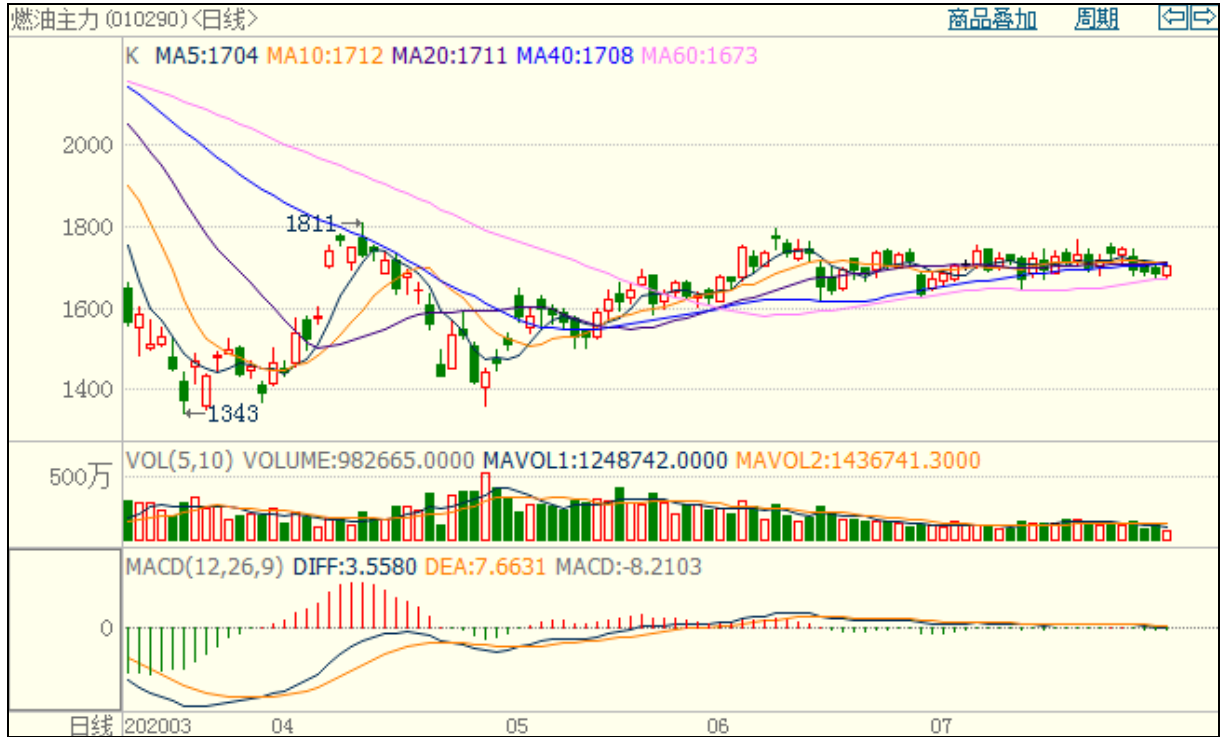 燃油主力 (010290)〈日线〉 商品叠加 周期
K MA5:1704 MA10:1712 MA20:1711 MA40:1708 MA60:1673
2000
1800
1811
1600
1400
1343
VOL(5,10) VOLUME:982665.0000 MAVOL1:1248742.0000 MAVOL2:1436741.3000
500万
MACD(12,26,9) DIFF:3.5580 DEA:7.6631 MACD:-8.2103
0
日线 202003 04 05 06 07